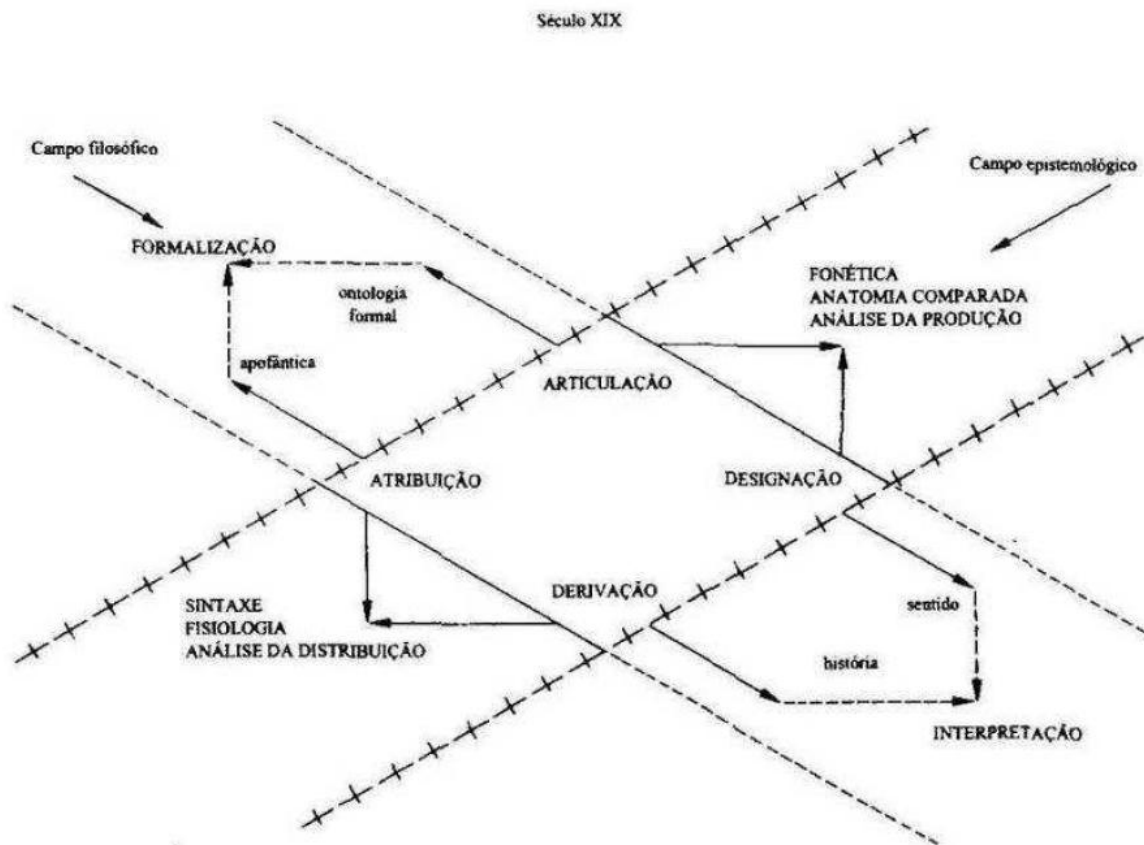 Século XIX
Campo filosófico
Campo epistemológico
FORMALIZAÇÃO
ontologia
formal
FONÉTICA
ANATOMIA COMPARADA
ANÁLISE DA PRODUÇÃO
apofântica
ARTICULAÇÃO
ATRIBUIÇÃO
DESIGNAÇÃO
DERIVAÇÃO
SINTAXE
FISIOLOGIA
ANÁLISE DA DISTRIBUIÇÃO
sentido
história
INTERPRETAÇÃO